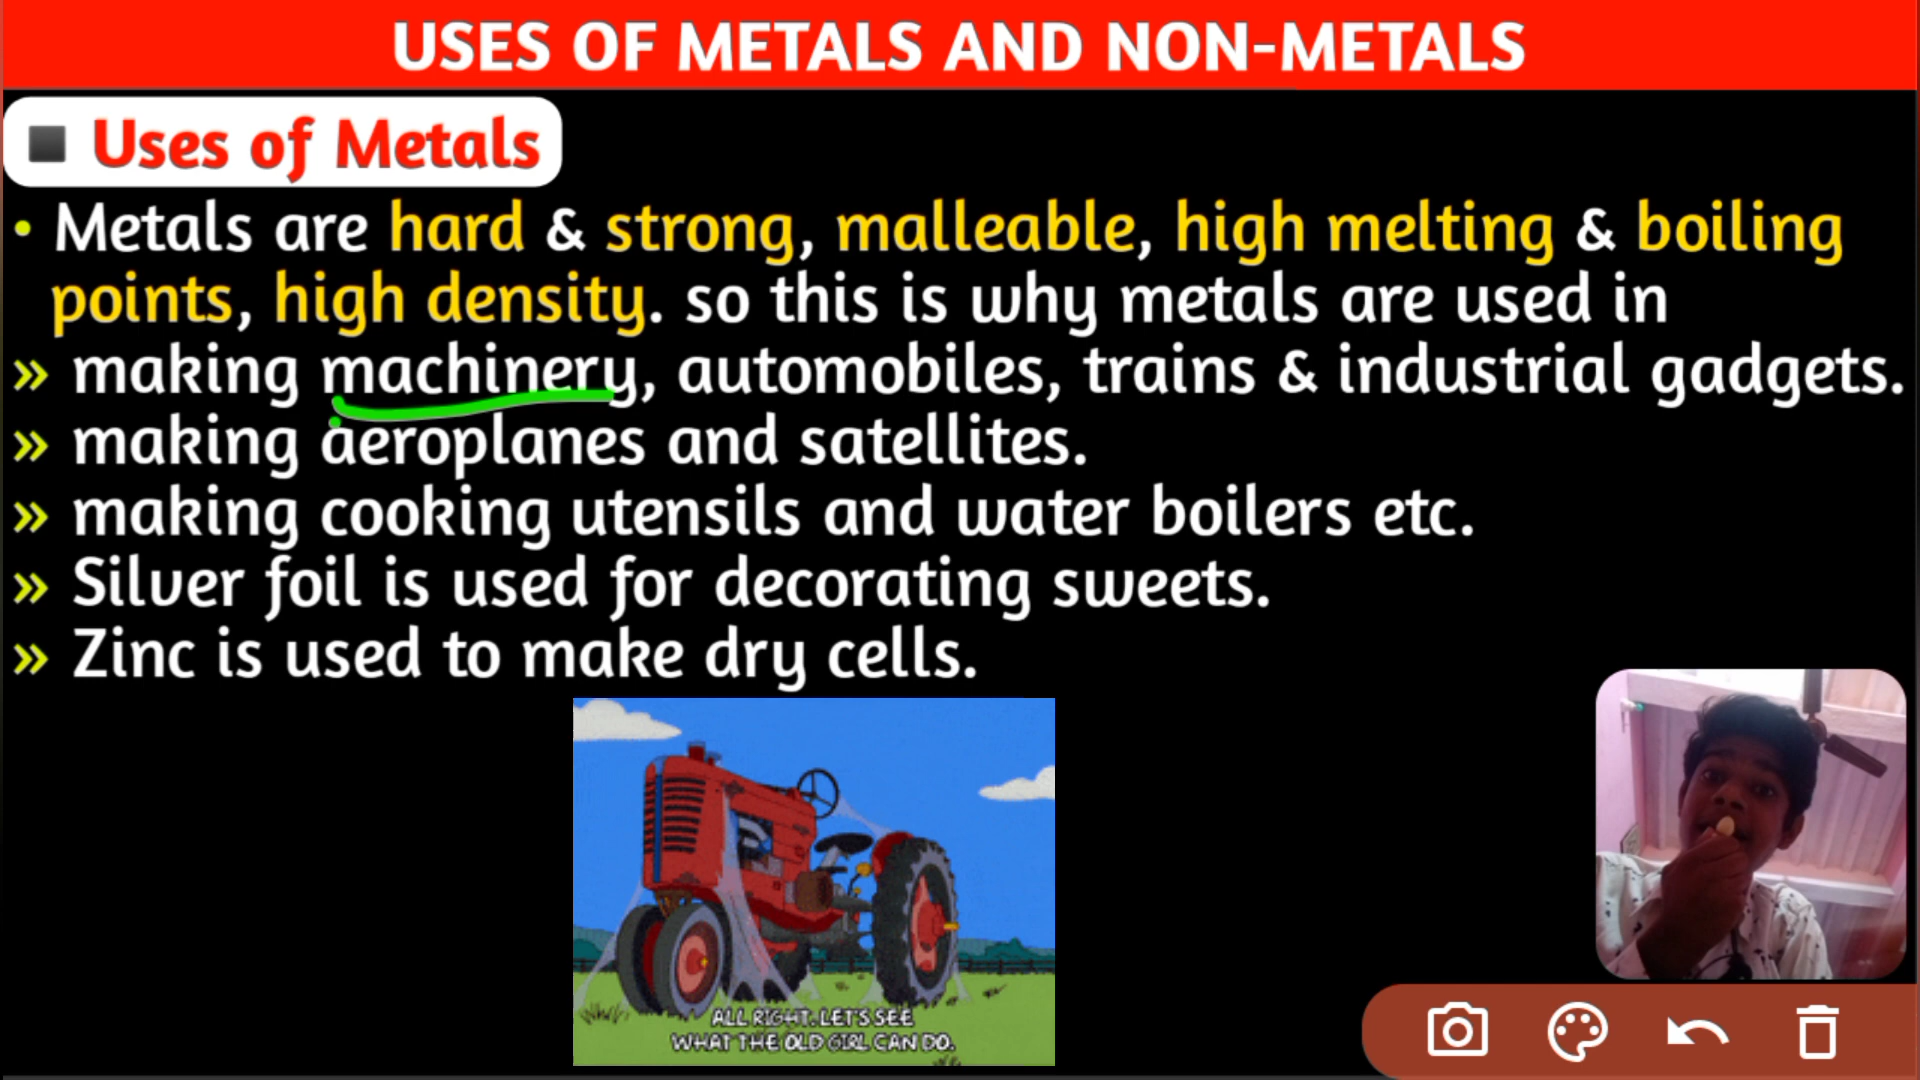 USES OF METALS AND NON-METALS
Uses of Metals
• Metals are hard & strong, malleable, high melting & boiling
points, high density. so this is why metals are used in
» making machinery, automobiles, trains & industrial gadgets.
» making aeroplanes and satellites.
» making cooking utensils and water boilers etc.
» Silver foil is used for decorating sweets.
» Zinc is used to make dry cells.
ALL RIGHT. LET'S SEE
WHAT THE OLD GIRL CAN DO.